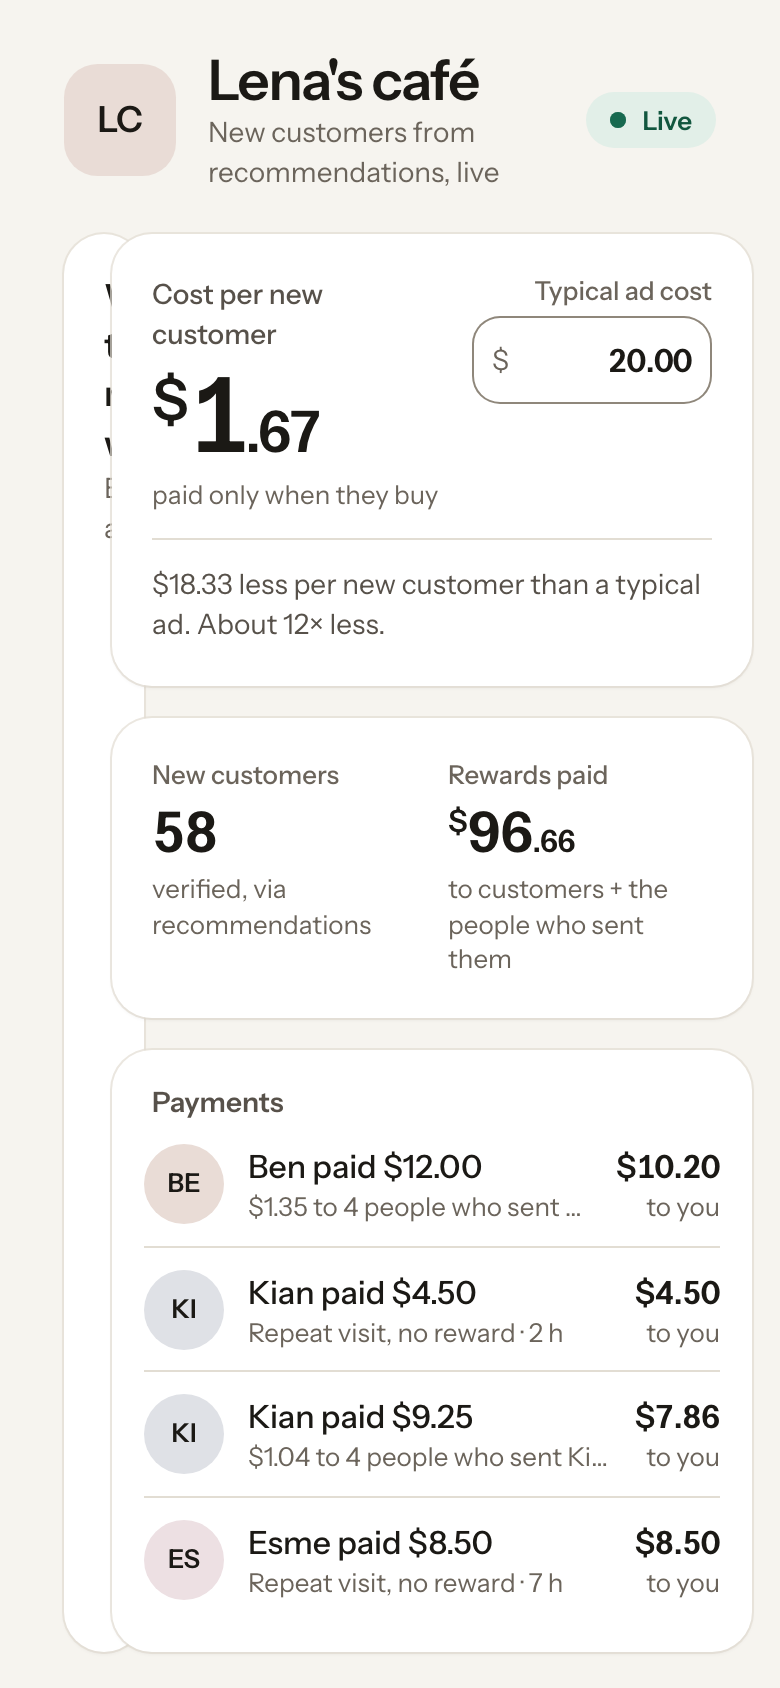 LC
Lena's café
New customers from
recommendations, live
Live
Cost per new
customer
$1.67
paid only when they buy
Typical ad cost
$ 20.00
$18.33 less per new customer than a typical
ad. About 12× less.
New customers
58
verified, via
recommendations
Rewards paid
$96.66
to customers + the
people who sent
them
Payments
BE
Ben paid $12.00
$1.35 to 4 people who sent ...
$10.20
to you
KI
Kian paid $4.50
Repeat visit, no reward · 2 h
$4.50
to you
KI
Kian paid $9.25
$1.04 to 4 people who sent Ki...
$7.86
to you
ES
Esme paid $8.50
Repeat visit, no reward · 7 h
$8.50
to you